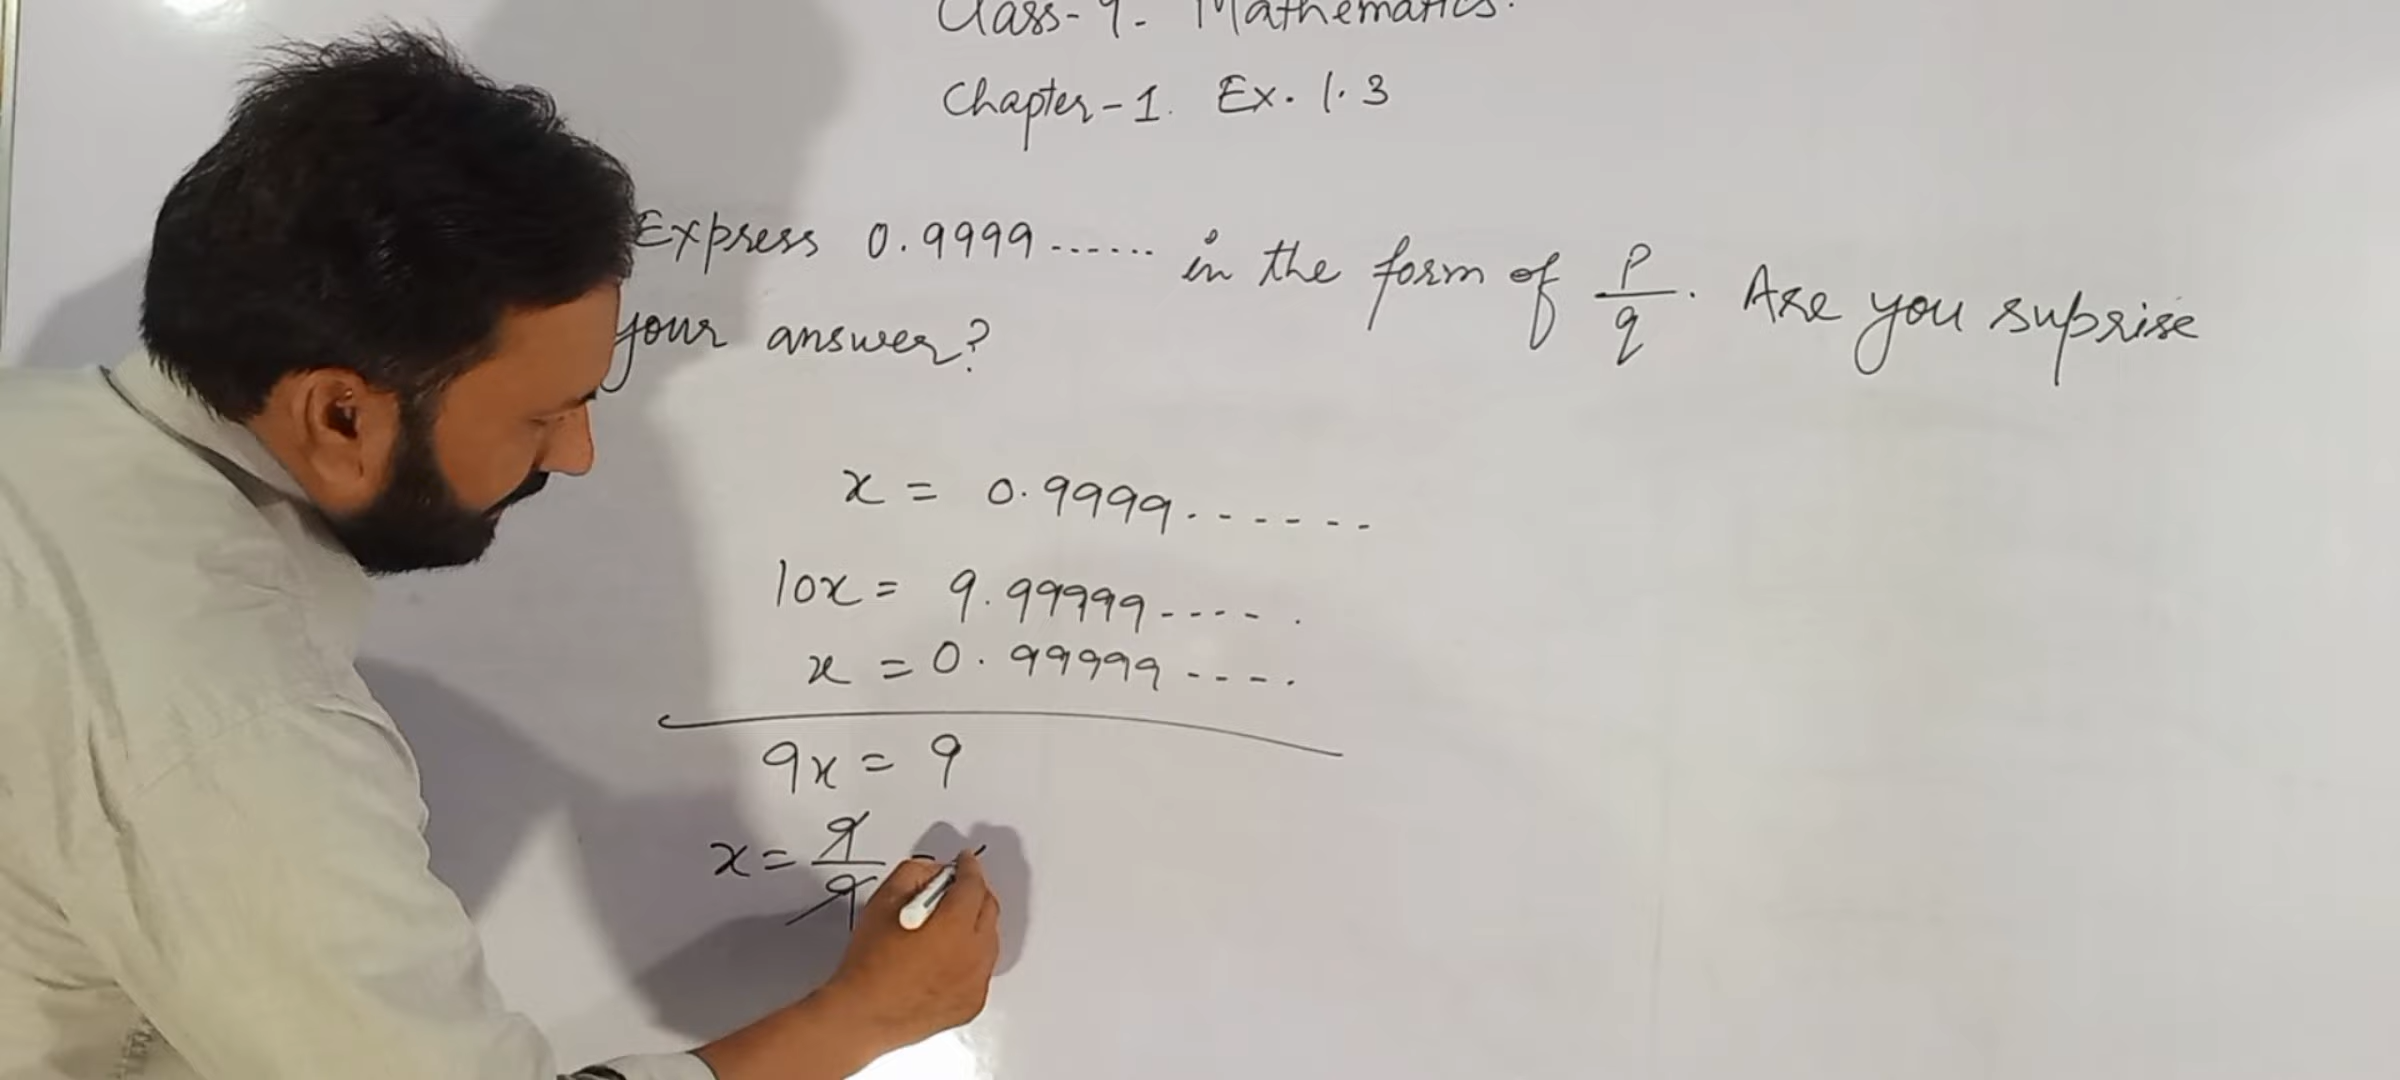 Class-9. Mathematics.
Chapter-1. Ex. 1.3
Express 0.9999...... in the form of p/q. Are you suprise
your answer?
x = 0.9999.------
10x = 9.99999---- .
x = 0.99999 ----.
9x = 9
x = 9/9 =